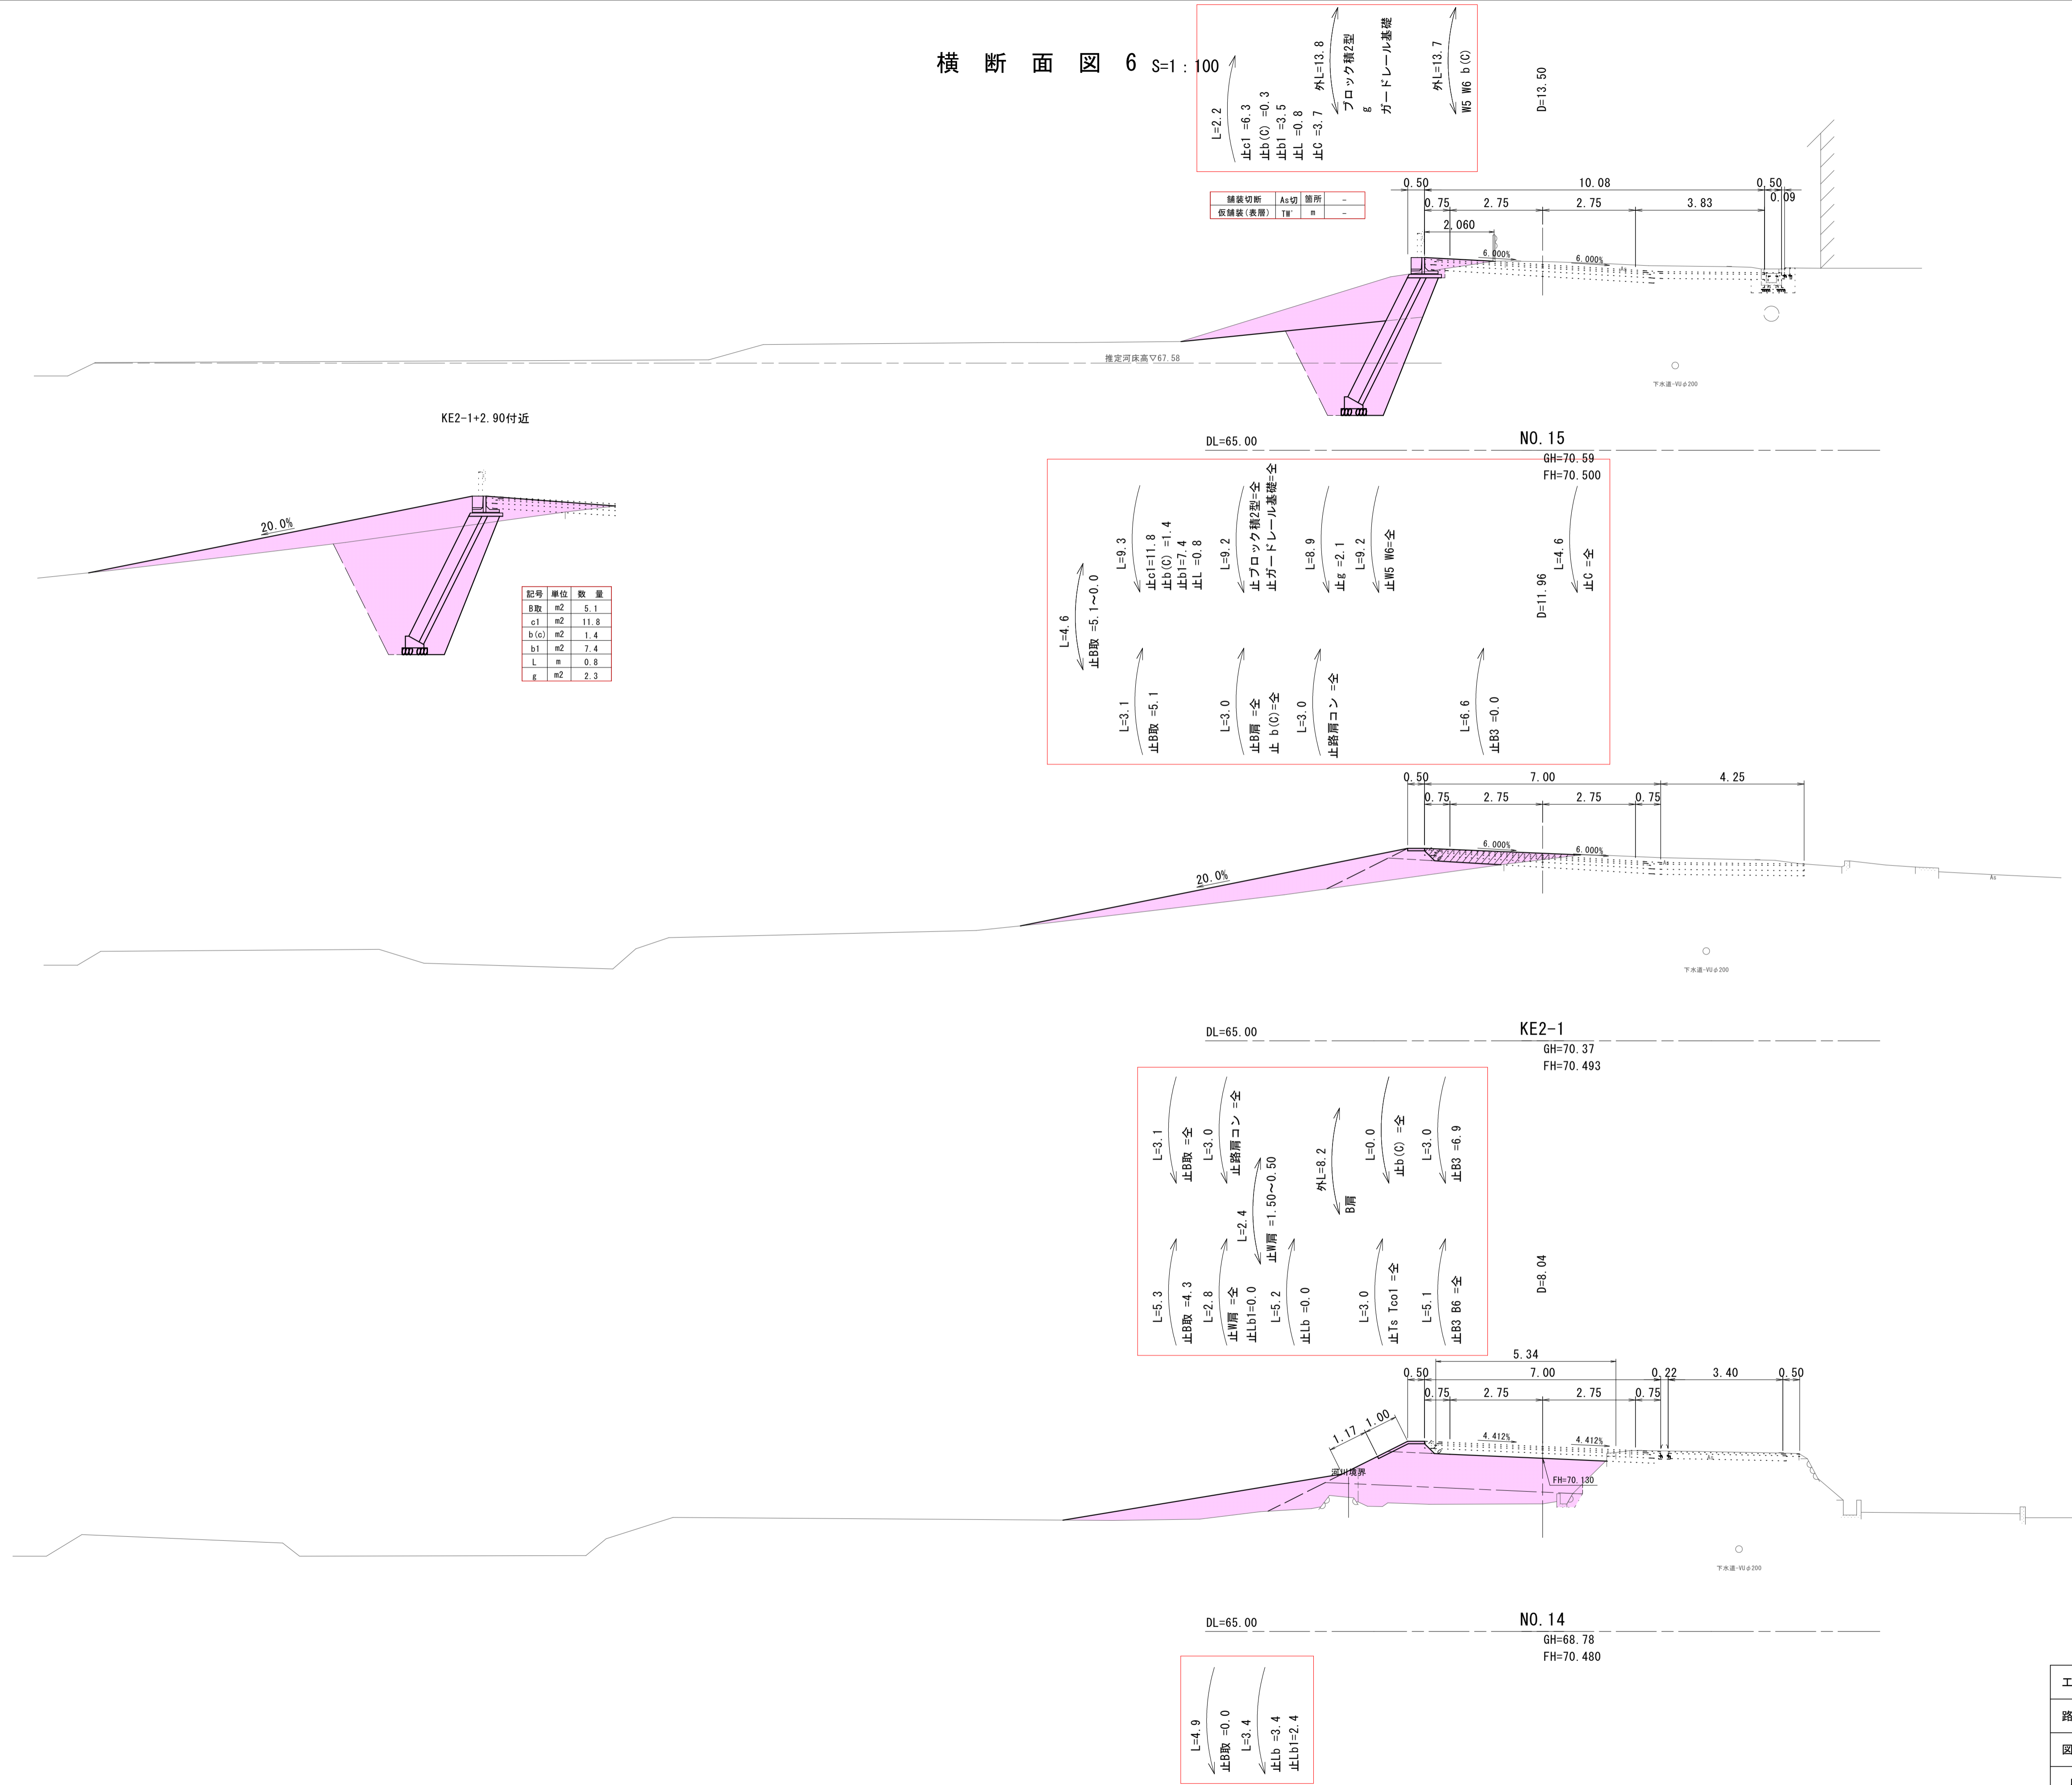 横断面図 6 S=1:100
L=2.2
止c1 =6.3
止b(C) =0.3
止b1 =3.5
止L =0.8
止C =3.7
外L=13.8
ブロック積2型
g
ガードレール基礎
外L=13.7
W5 W6 b(C)
D=13.50
舗装切断 As切 箇所 -
仮舗装(表層) TW' m -
0.50 10.08 0.50
0.75 2.75 2.75 3.83 0.09
2.060
6.000% 6.000%
推定河床高▽67.58
下水道-VUφ200
DL=65.00
NO.15
GH=70.59
FH=70.500
KE2-1+2.90付近
20.0%
記号 単位 数 量
B取 m2 5.1
c1 m2 11.8
b(c) m2 1.4
b1 m2 7.4
L m 0.8
g m2 2.3
L=4.6
止B取 =5.1~0.0
L=9.3
止c1=11.8
止b(C) =1.4
止b1=7.4
止L =0.8
L=9.2
止ブロック積2型=全
止ガードレール基礎=全
L=8.9
止g =2.1
L=9.2
止W5 W6=全
D=11.96
L=4.6
止C =全
L=3.1
止B取 =5.1
L=3.0
止B肩 =全
止 b(C)=全
L=3.0
止路肩コン =全
L=6.6
止B3 =0.0
0.50 7.00 4.25
0.75 2.75 2.75 0.75
6.000% 6.000%
20.0%
As
下水道-VUφ200
DL=65.00
KE2-1
GH=70.37
FH=70.493
L=3.1
止B取 =全
L=3.0
止路肩コン =全
L=2.4
止W肩 =1.50~0.50
外L=8.2
B肩
L=0.0
止b(C) =全
L=3.0
止B3 =6.9
L=5.3
止B取 =4.3
L=2.8
止W肩 =全
止Lb1=0.0
L=5.2
止Lb =0.0
L=3.0
止Ts Tco1 =全
L=5.1
止B3 B6 =全
D=8.04
5.34
0.50 7.00 0.22 3.40 0.50
0.75 2.75 2.75 0.75
1.17 1.00
4.412% 4.412%
河川境界
FH=70.130
As
下水道-VUφ200
DL=65.00
NO.14
GH=68.78
FH=70.480
L=4.9
止B取 =0.0
L=3.4
止Lb =3.4
止Lb1=2.4
工
路
図